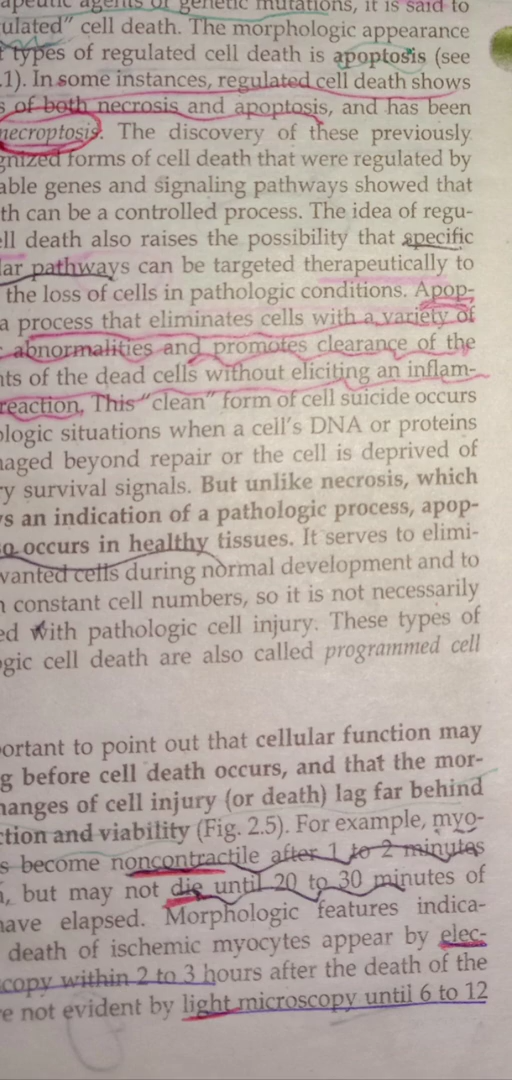 apeutic agents or genetic mutations, it is said to
ulated” cell death. The morphologic appearance
t types of regulated cell death is apoptosis (see
.1). In some instances, regulated cell death shows
s of both necrosis and apoptosis, and has been
necroptosis. The discovery of these previously
gnized forms of cell death that were regulated by
able genes and signaling pathways showed that
th can be a controlled process. The idea of regu-
ell death also raises the possibility that specific
lar pathways can be targeted therapeutically to
the loss of cells in pathologic conditions. Apop-
a process that eliminates cells with a variety of
abnormalities and promotes clearance of the
nts of the dead cells without eliciting an inflam-
reaction. This “clean” form of cell suicide occurs
ologic situations when a cell’s DNA or proteins
naged beyond repair or the cell is deprived of
ry survival signals. But unlike necrosis, which
ys an indication of a pathologic process, apop-
so occurs in healthy tissues. It serves to elimi-
wanted cells during normal development and to
n constant cell numbers, so it is not necessarily
ed with pathologic cell injury. These types of
ogic cell death are also called programmed cell
portant to point out that cellular function may
g before cell death occurs, and that the mor-
hanges of cell injury (or death) lag far behind
ction and viability (Fig. 2.5). For example, myo-
s become noncontractile after 1 to 2 minutes
, but may not die until 20 to 30 minutes of
have elapsed. Morphologic features indica-
death of ischemic myocytes appear by elec-
copy within 2 to 3 hours after the death of the
re not evident by light microscopy until 6 to 12